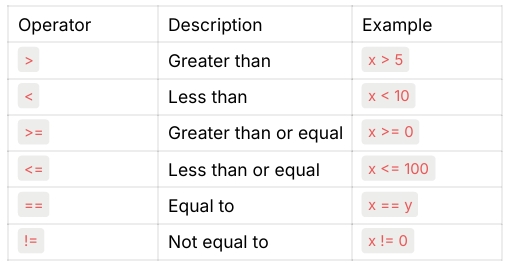 Operator Description Example
> Greater than x > 5
< Less than x < 10
>= Greater than or equal x >= 0
<= Less than or equal x <= 100
== Equal to x == y
!= Not equal to x != 0